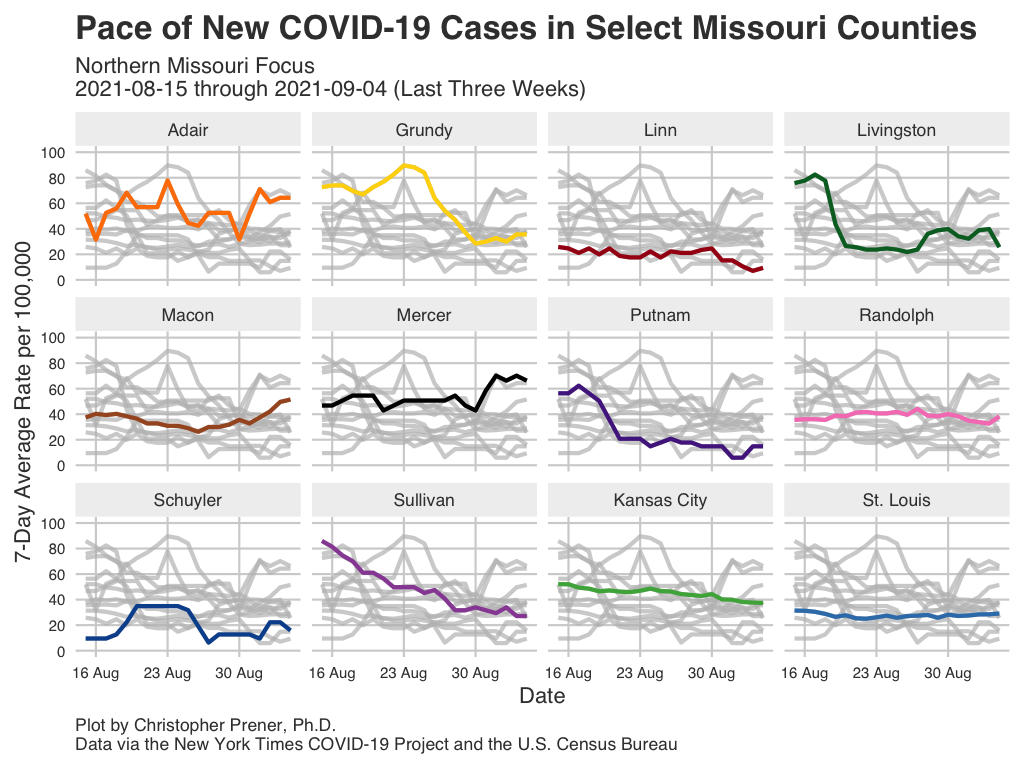 Pace of New COVID-19 Cases in Select Missouri Counties
Northern Missouri Focus
2021-08-15 through 2021-09-04 (Last Three Weeks)
Adair
Grundy
Linn
Livingston
100
80
60
40
20
0
Macon
Mercer
Putnam
Randolph
100
80
60
40
20
0
Schuyler
Sullivan
Kansas City
St. Louis
100
80
60
40
20
0
7-Day Average Rate per 100,000
16 Aug 23 Aug 30 Aug
16 Aug 23 Aug 30 Aug
16 Aug 23 Aug 30 Aug
16 Aug 23 Aug 30 Aug
Date
Plot by Christopher Prener, Ph.D.
Data via the New York Times COVID-19 Project and the U.S. Census Bureau